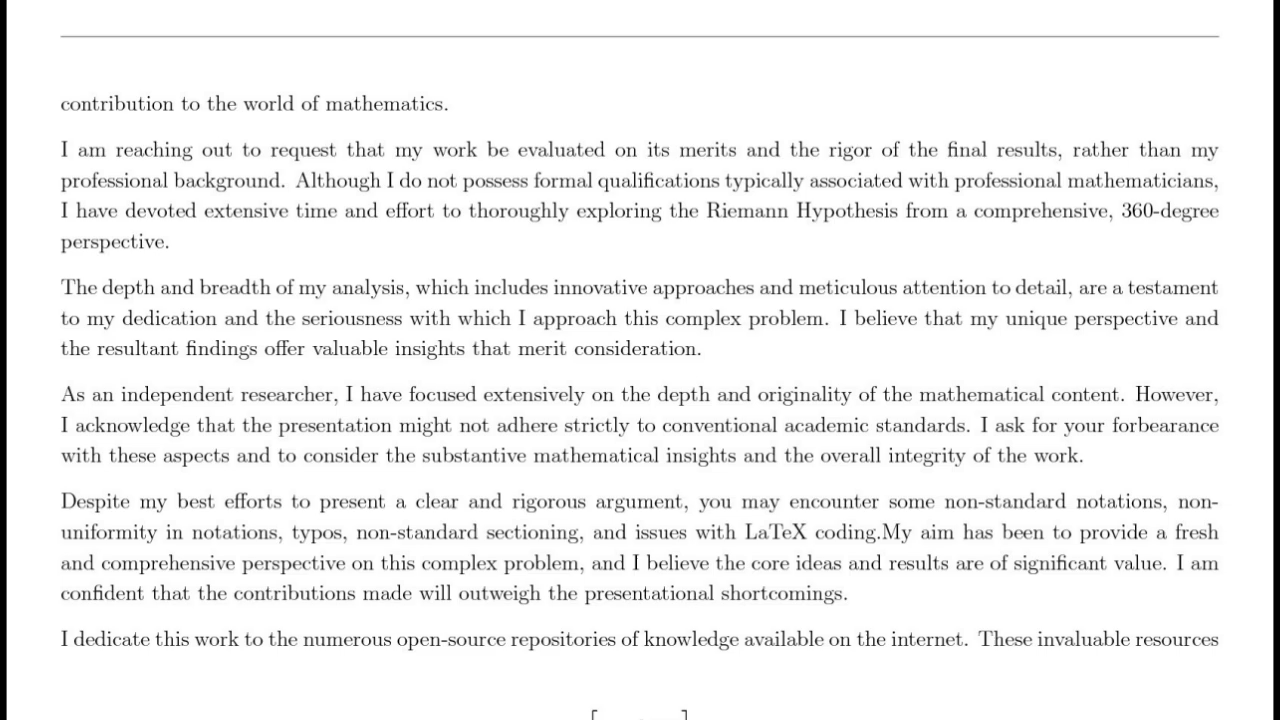 contribution to the world of mathematics.
I am reaching out to request that my work be evaluated on its merits and the rigor of the final results, rather than my
professional background. Although I do not possess formal qualifications typically associated with professional mathematicians,
I have devoted extensive time and effort to thoroughly exploring the Riemann Hypothesis from a comprehensive, 360-degree
perspective.
The depth and breadth of my analysis, which includes innovative approaches and meticulous attention to detail, are a testament
to my dedication and the seriousness with which I approach this complex problem. I believe that my unique perspective and
the resultant findings offer valuable insights that merit consideration.
As an independent researcher, I have focused extensively on the depth and originality of the mathematical content. However,
I acknowledge that the presentation might not adhere strictly to conventional academic standards. I ask for your forbearance
with these aspects and to consider the substantive mathematical insights and the overall integrity of the work.
Despite my best efforts to present a clear and rigorous argument, you may encounter some non-standard notations, non-
uniformity in notations, typos, non-standard sectioning, and issues with LaTeX coding.My aim has been to provide a fresh
and comprehensive perspective on this complex problem, and I believe the core ideas and results are of significant value. I am
confident that the contributions made will outweigh the presentational shortcomings.
I dedicate this work to the numerous open-source repositories of knowledge available on the internet. These invaluable resources